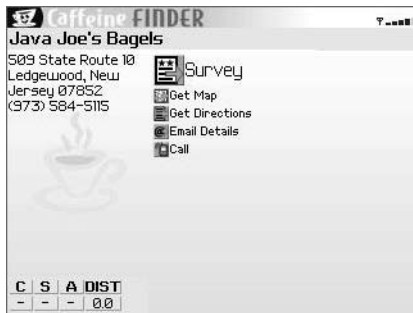 Caffeine FINDER
Java Joe's Bagels
509 State Route 10
Ledgewood, New
Jersey 07852
(973) 584-5115
Survey
Get Map
Get Directions
Email Details
Call
C S A DIST
- - - 0.0